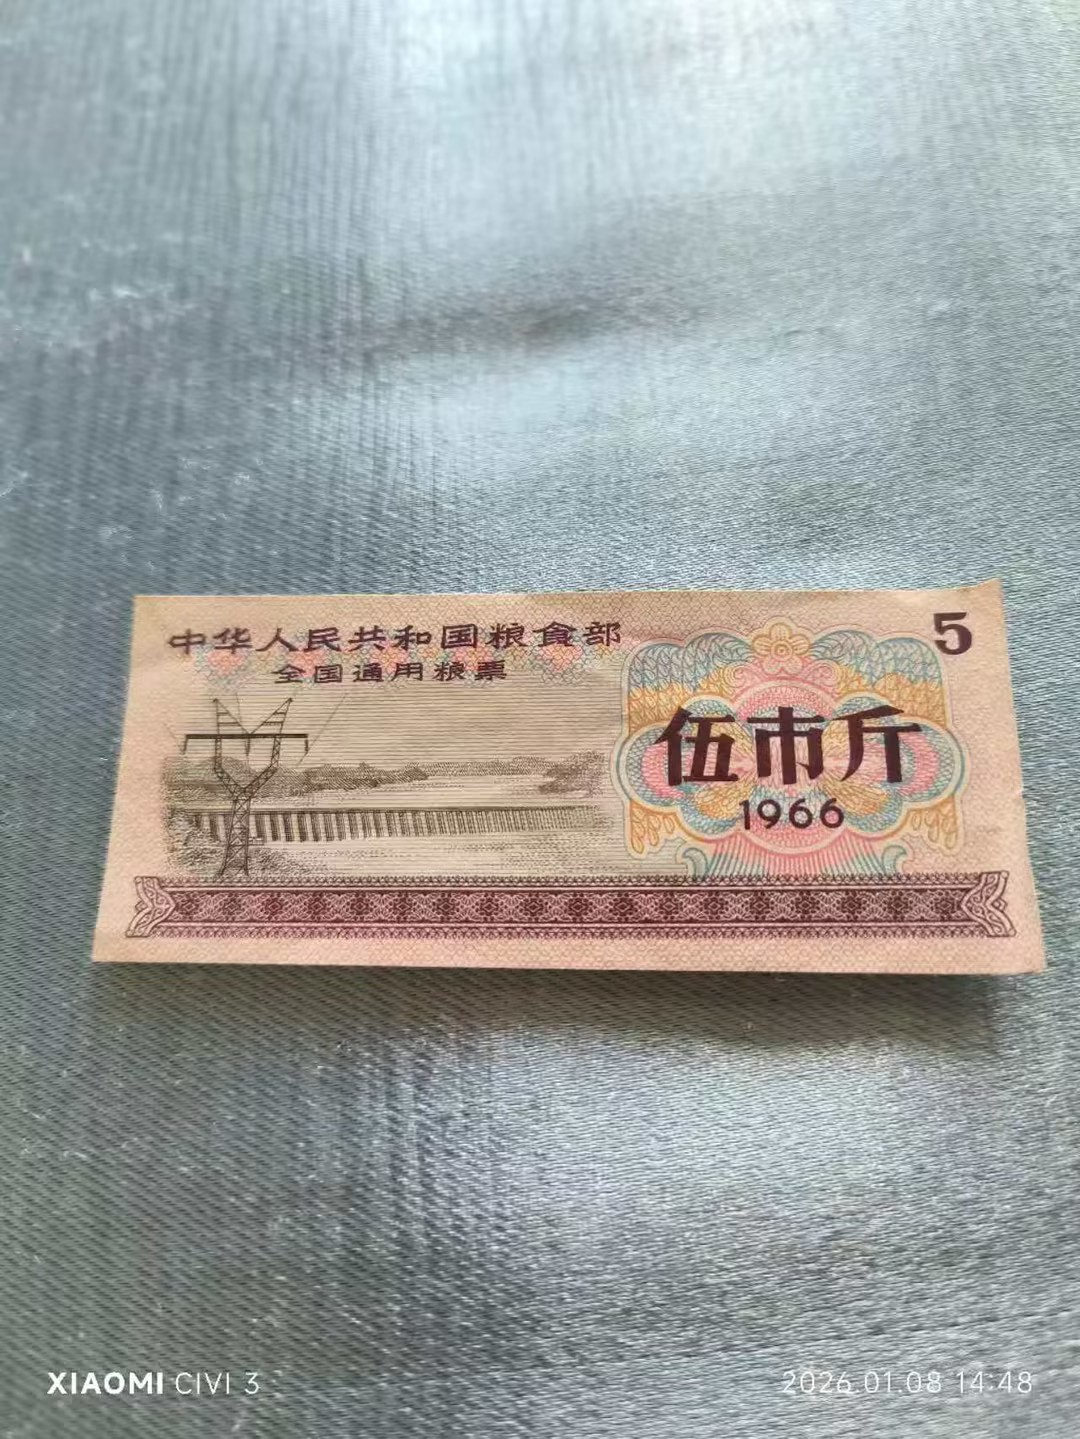 中华人民共和国粮食部
全国通用粮票
5
伍市斤
1966
XIAOMI CIVI 3
2026.01.08 14:48